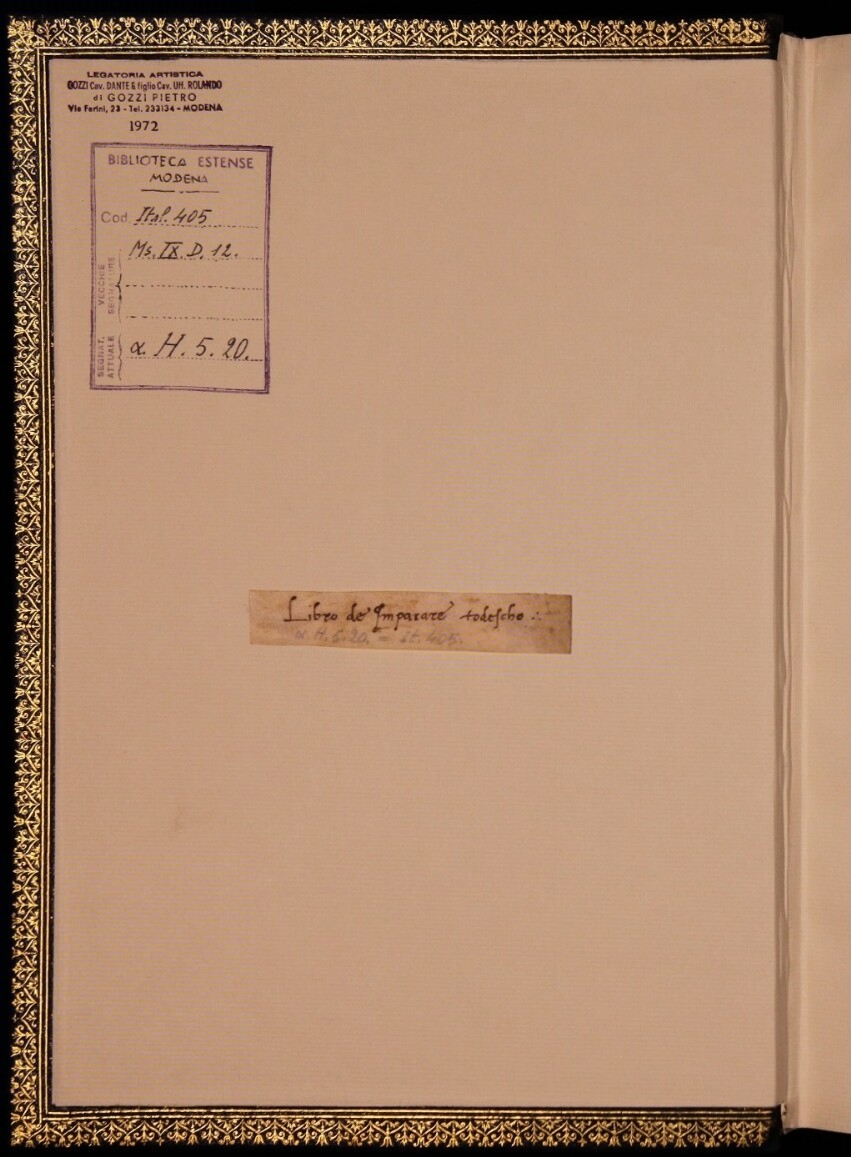 LEGATORIA ARTISTICA
GOZZI Cav. DANTE & figlio Cav. Uff. ROLANDO
di GOZZI PIETRO
Via Farini, 23 - Tel. 233134 - MODENA
1972
BIBLIOTECA ESTENSE
MODENA
Cod. Ital. 405
VECCHIE SEGNATURE
Ms. IX. D. 12.
SEGNAT. ATTUALE
α. H. 5. 20.
Libro de Imparare todescho .:
α H. 5. 20. = it. 405.